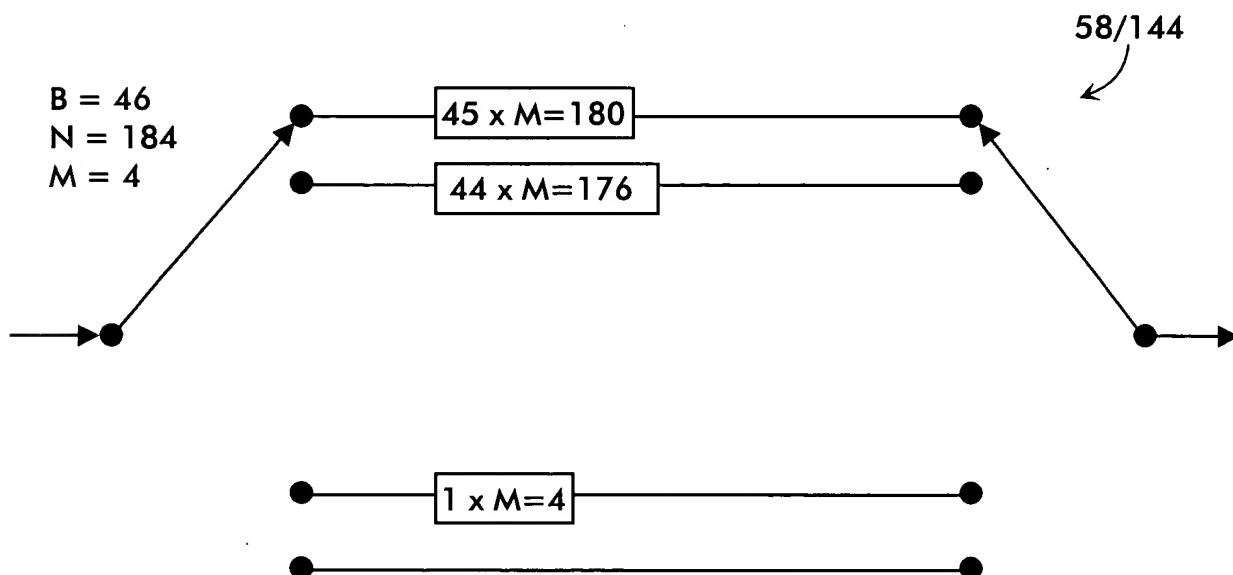 58/144
B = 46
N = 184
M = 4
45 x M=180
44 x M=176
1 x M=4